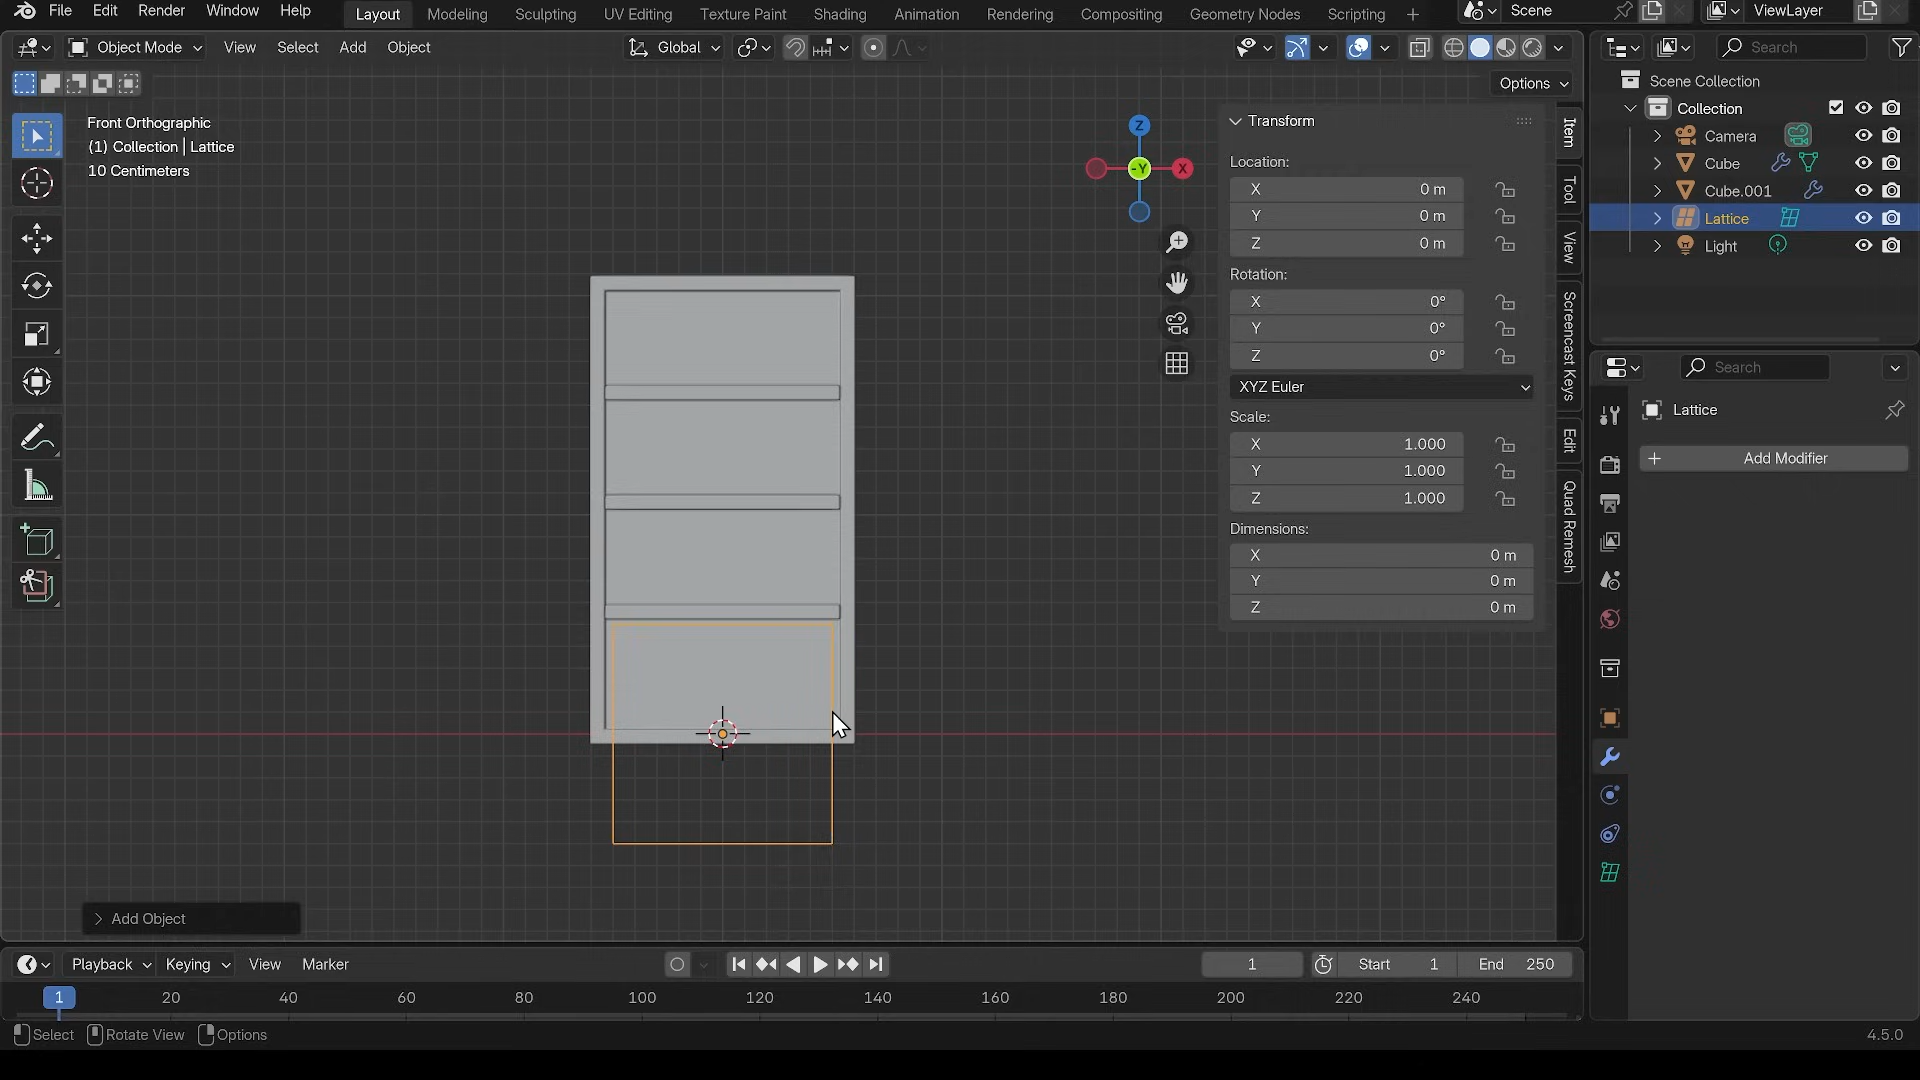 File Edit Render Window Help Layout Modeling Sculpting UV Editing Texture Paint Shading Animation Rendering Compositing Geometry Nodes Scripting + Scene ViewLayer
Object Mode View Select Add Object Global Search
Options
Front Orthographic
(1) Collection | Lattice
10 Centimeters
Z
-Y
X
Transform
Location:
X 0 m
Y 0 m
Z 0 m
Rotation:
X 0°
Y 0°
Z 0°
XYZ Euler
Scale:
X 1.000
Y 1.000
Z 1.000
Dimensions:
X 0 m
Y 0 m
Z 0 m
Item
Tool
View
Screencast Keys
Edit
Quad Remesh
Scene Collection
Collection
Camera
Cube
Cube.001
Lattice
Light
Search
Lattice
+ Add Modifier
Add Object
Playback Keying View Marker 1 Start 1 End 250
1 20 40 60 80 100 120 140 160 180 200 220 240
Select Rotate View Options 4.5.0